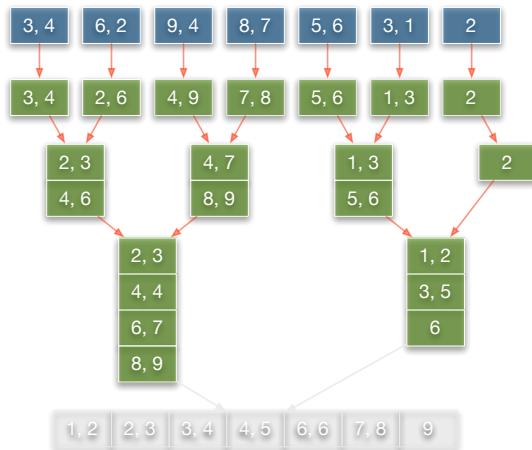 3, 4 6, 2 9, 4 8, 7 5, 6 3, 1 2
3, 4 2, 6 4, 9 7, 8 5, 6 1, 3 2
2, 3 4, 7 1, 3 2
4, 6 8, 9 5, 6
2, 3 1, 2
4, 4 3, 5
6, 7 6
8, 9
1, 2 2, 3 3, 4 4, 5 6, 6 7, 8 9